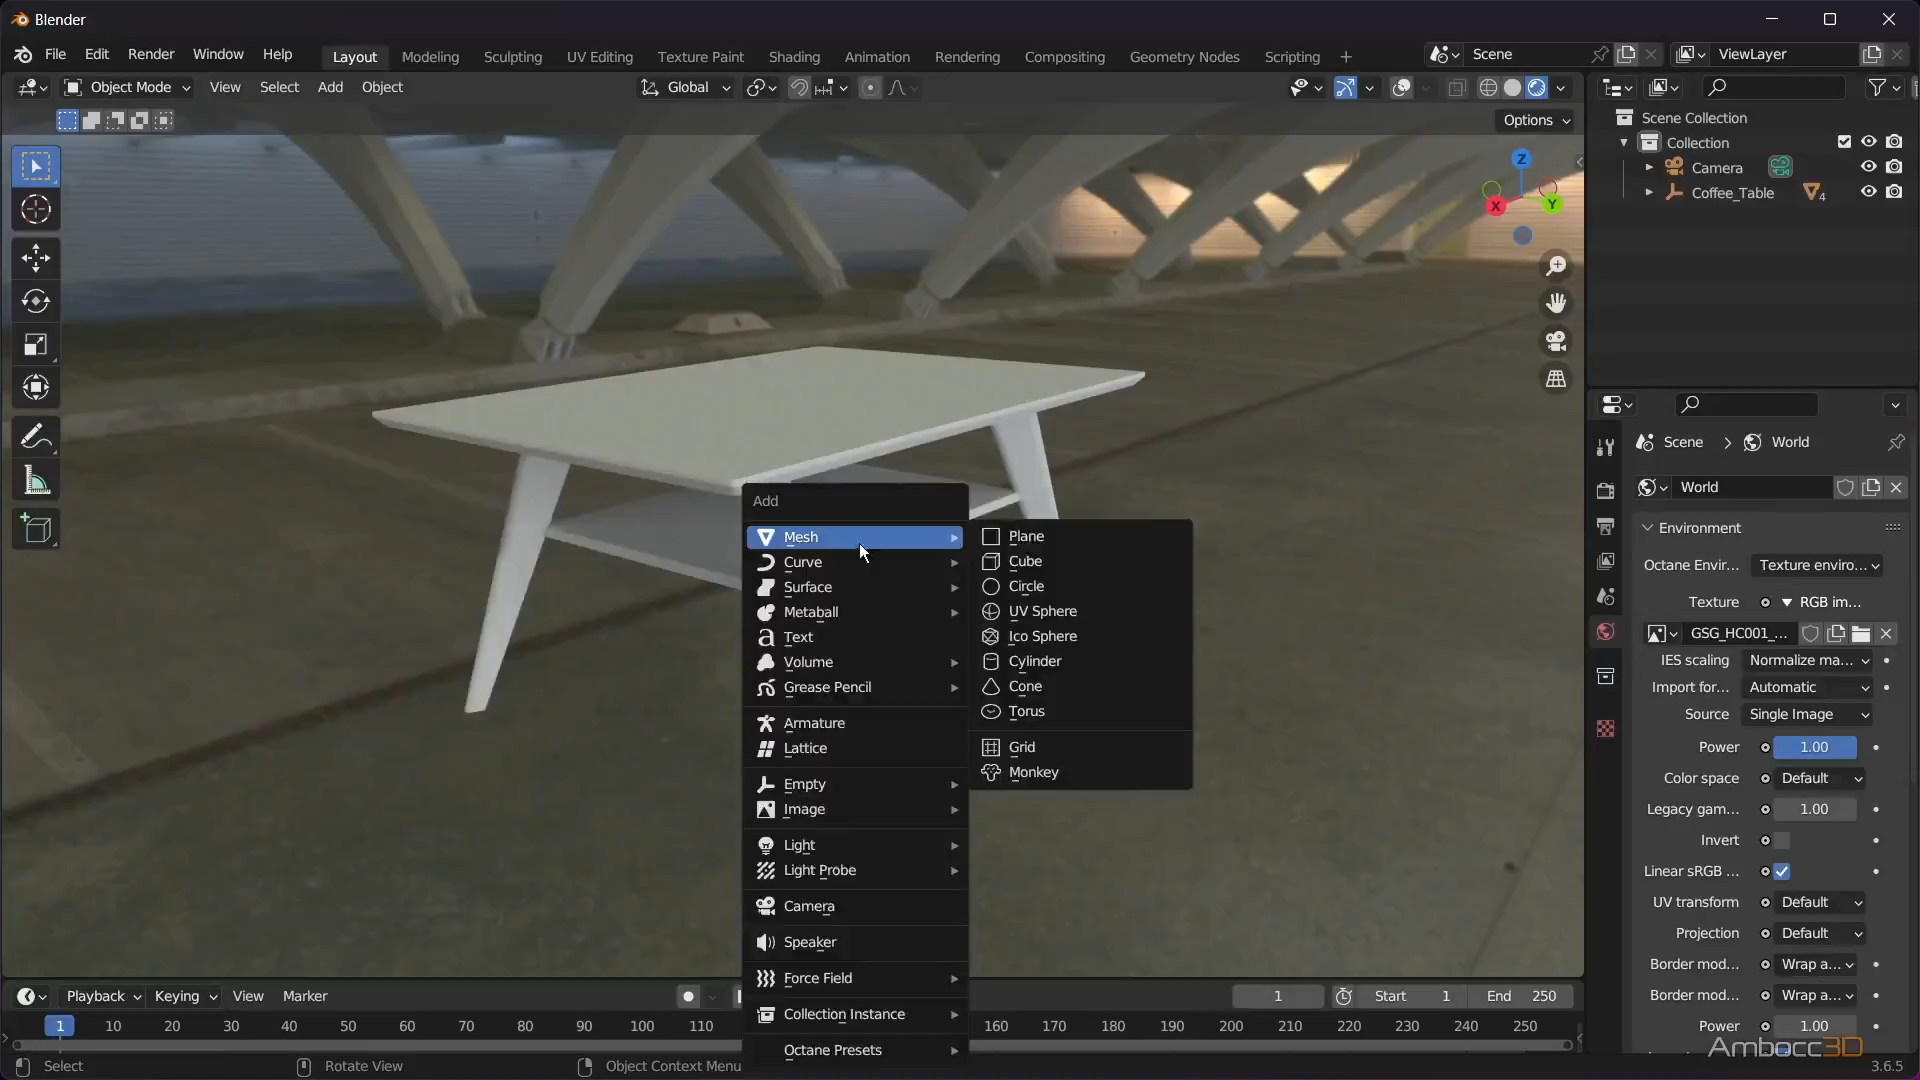 Blender
File Edit Render Window Help Layout Modeling Sculpting UV Editing Texture Paint Shading Animation Rendering Compositing Geometry Nodes Scripting + Scene ViewLayer
Object Mode View Select Add Object Global
Options
Scene Collection
Collection
Camera
Coffee_Table 4
Z
X Y
Scene > World
World
Environment
Octane Envir... Texture enviro...
Texture RGB im...
GSG_HC001_...
IES scaling Normalize ma...
Import for... Automatic
Source Single Image
Power 1.00
Color space Default
Legacy gam... 1.00
Invert
Linear sRGB ...
UV transform Default
Projection Default
Border mod... Wrap a...
Border mod... Wrap a...
Power 1.00
Add
Mesh
Curve
Surface
Metaball
Text
Volume
Grease Pencil
Armature
Lattice
Empty
Image
Light
Light Probe
Camera
Speaker
Force Field
Collection Instance
Octane Presets
Plane
Cube
Circle
UV Sphere
Ico Sphere
Cylinder
Cone
Torus
Grid
Monkey
Playback Keying View Marker 1 Start 1 End 250
1 10 20 30 40 50 60 70 80 90 100 110 160 170 180 190 200 210 220 230 240 250
Select Rotate View Object Context Menu 3.6.5
Ambocc3D